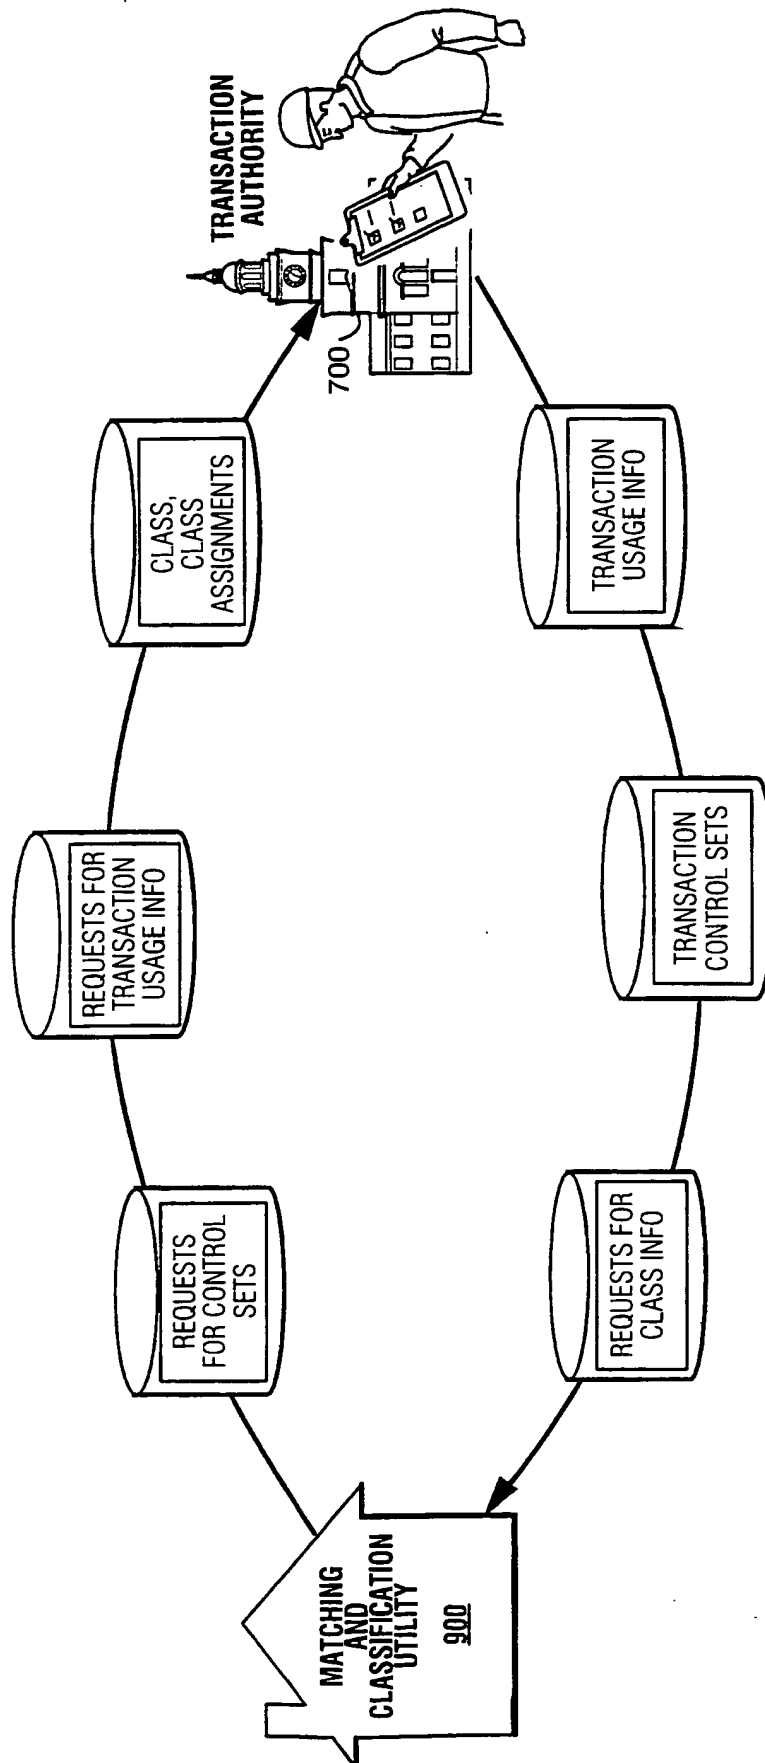 TRANSACTION
AUTHORITY
700
CLASS,
CLASS
ASSIGNMENTS
REQUESTS FOR
TRANSACTION
USAGE INFO
REQUESTS
FOR CONTROL
SETS
MATCHING
AND
CLASSIFICATION
UTILITY
900
REQUESTS FOR
CLASS INFO
TRANSACTION
CONTROL SETS
TRANSACTION
USAGE INFO